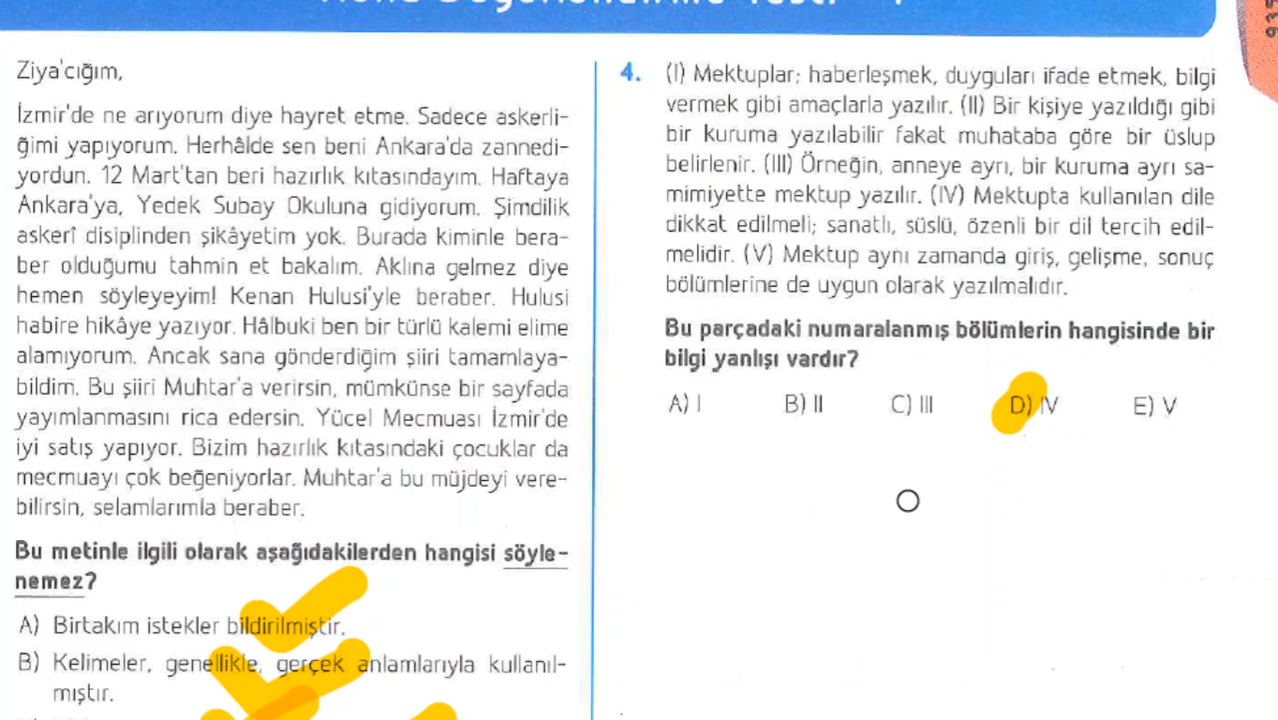 Ziya'cığım,
İzmir'de ne arıyorum diye hayret etme. Sadece askerli-
ğimi yapıyorum. Herhâlde sen beni Ankara'da zannedi-
yordun. 12 Mart'tan beri hazırlık kıtasındayım. Haftaya
Ankara'ya, Yedek Subay Okuluna gidiyorum. Şimdilik
askerî disiplinden şikâyetim yok. Burada kiminle bera-
ber olduğumu tahmin et bakalım. Aklına gelmez diye
hemen söyleyeyim! Kenan Hulusi'yle beraber. Hulusi
habire hikâye yazıyor. Hâlbuki ben bir türlü kalemi elime
alamıyorum. Ancak sana gönderdiğim şiiri tamamlaya-
bildim. Bu şiiri Muhtar'a verirsin, mümkünse bir sayfada
yayımlanmasını rica edersin. Yücel Mecmuası İzmir'de
iyi satış yapıyor. Bizim hazırlık kıtasındaki çocuklar da
mecmuayı çok beğeniyorlar. Muhtar'a bu müjdeyi vere-
bilirsin, selamlarımla beraber.
Bu metinle ilgili olarak aşağıdakilerden hangisi söyle-
nemez?
A) Birtakım istekler bildirilmiştir.
B) Kelimeler, genellikle, gerçek anlamlarıyla kullanıl-
mıştır.
4. (I) Mektuplar; haberleşmek, duyguları ifade etmek, bilgi
vermek gibi amaçlarla yazılır. (II) Bir kişiye yazıldığı gibi
bir kuruma yazılabilir fakat muhataba göre bir üslup
belirlenir. (III) Örneğin, anneye ayrı, bir kuruma ayrı sa-
mimiyette mektup yazılır. (IV) Mektupta kullanılan dile
dikkat edilmeli; sanatlı, süslü, özenli bir dil tercih edil-
melidir. (V) Mektup aynı zamanda giriş, gelişme, sonuç
bölümlerine de uygun olarak yazılmalıdır.
Bu parçadaki numaralanmış bölümlerin hangisinde bir
bilgi yanlışı vardır?
A) I B) II C) III D) IV E) V